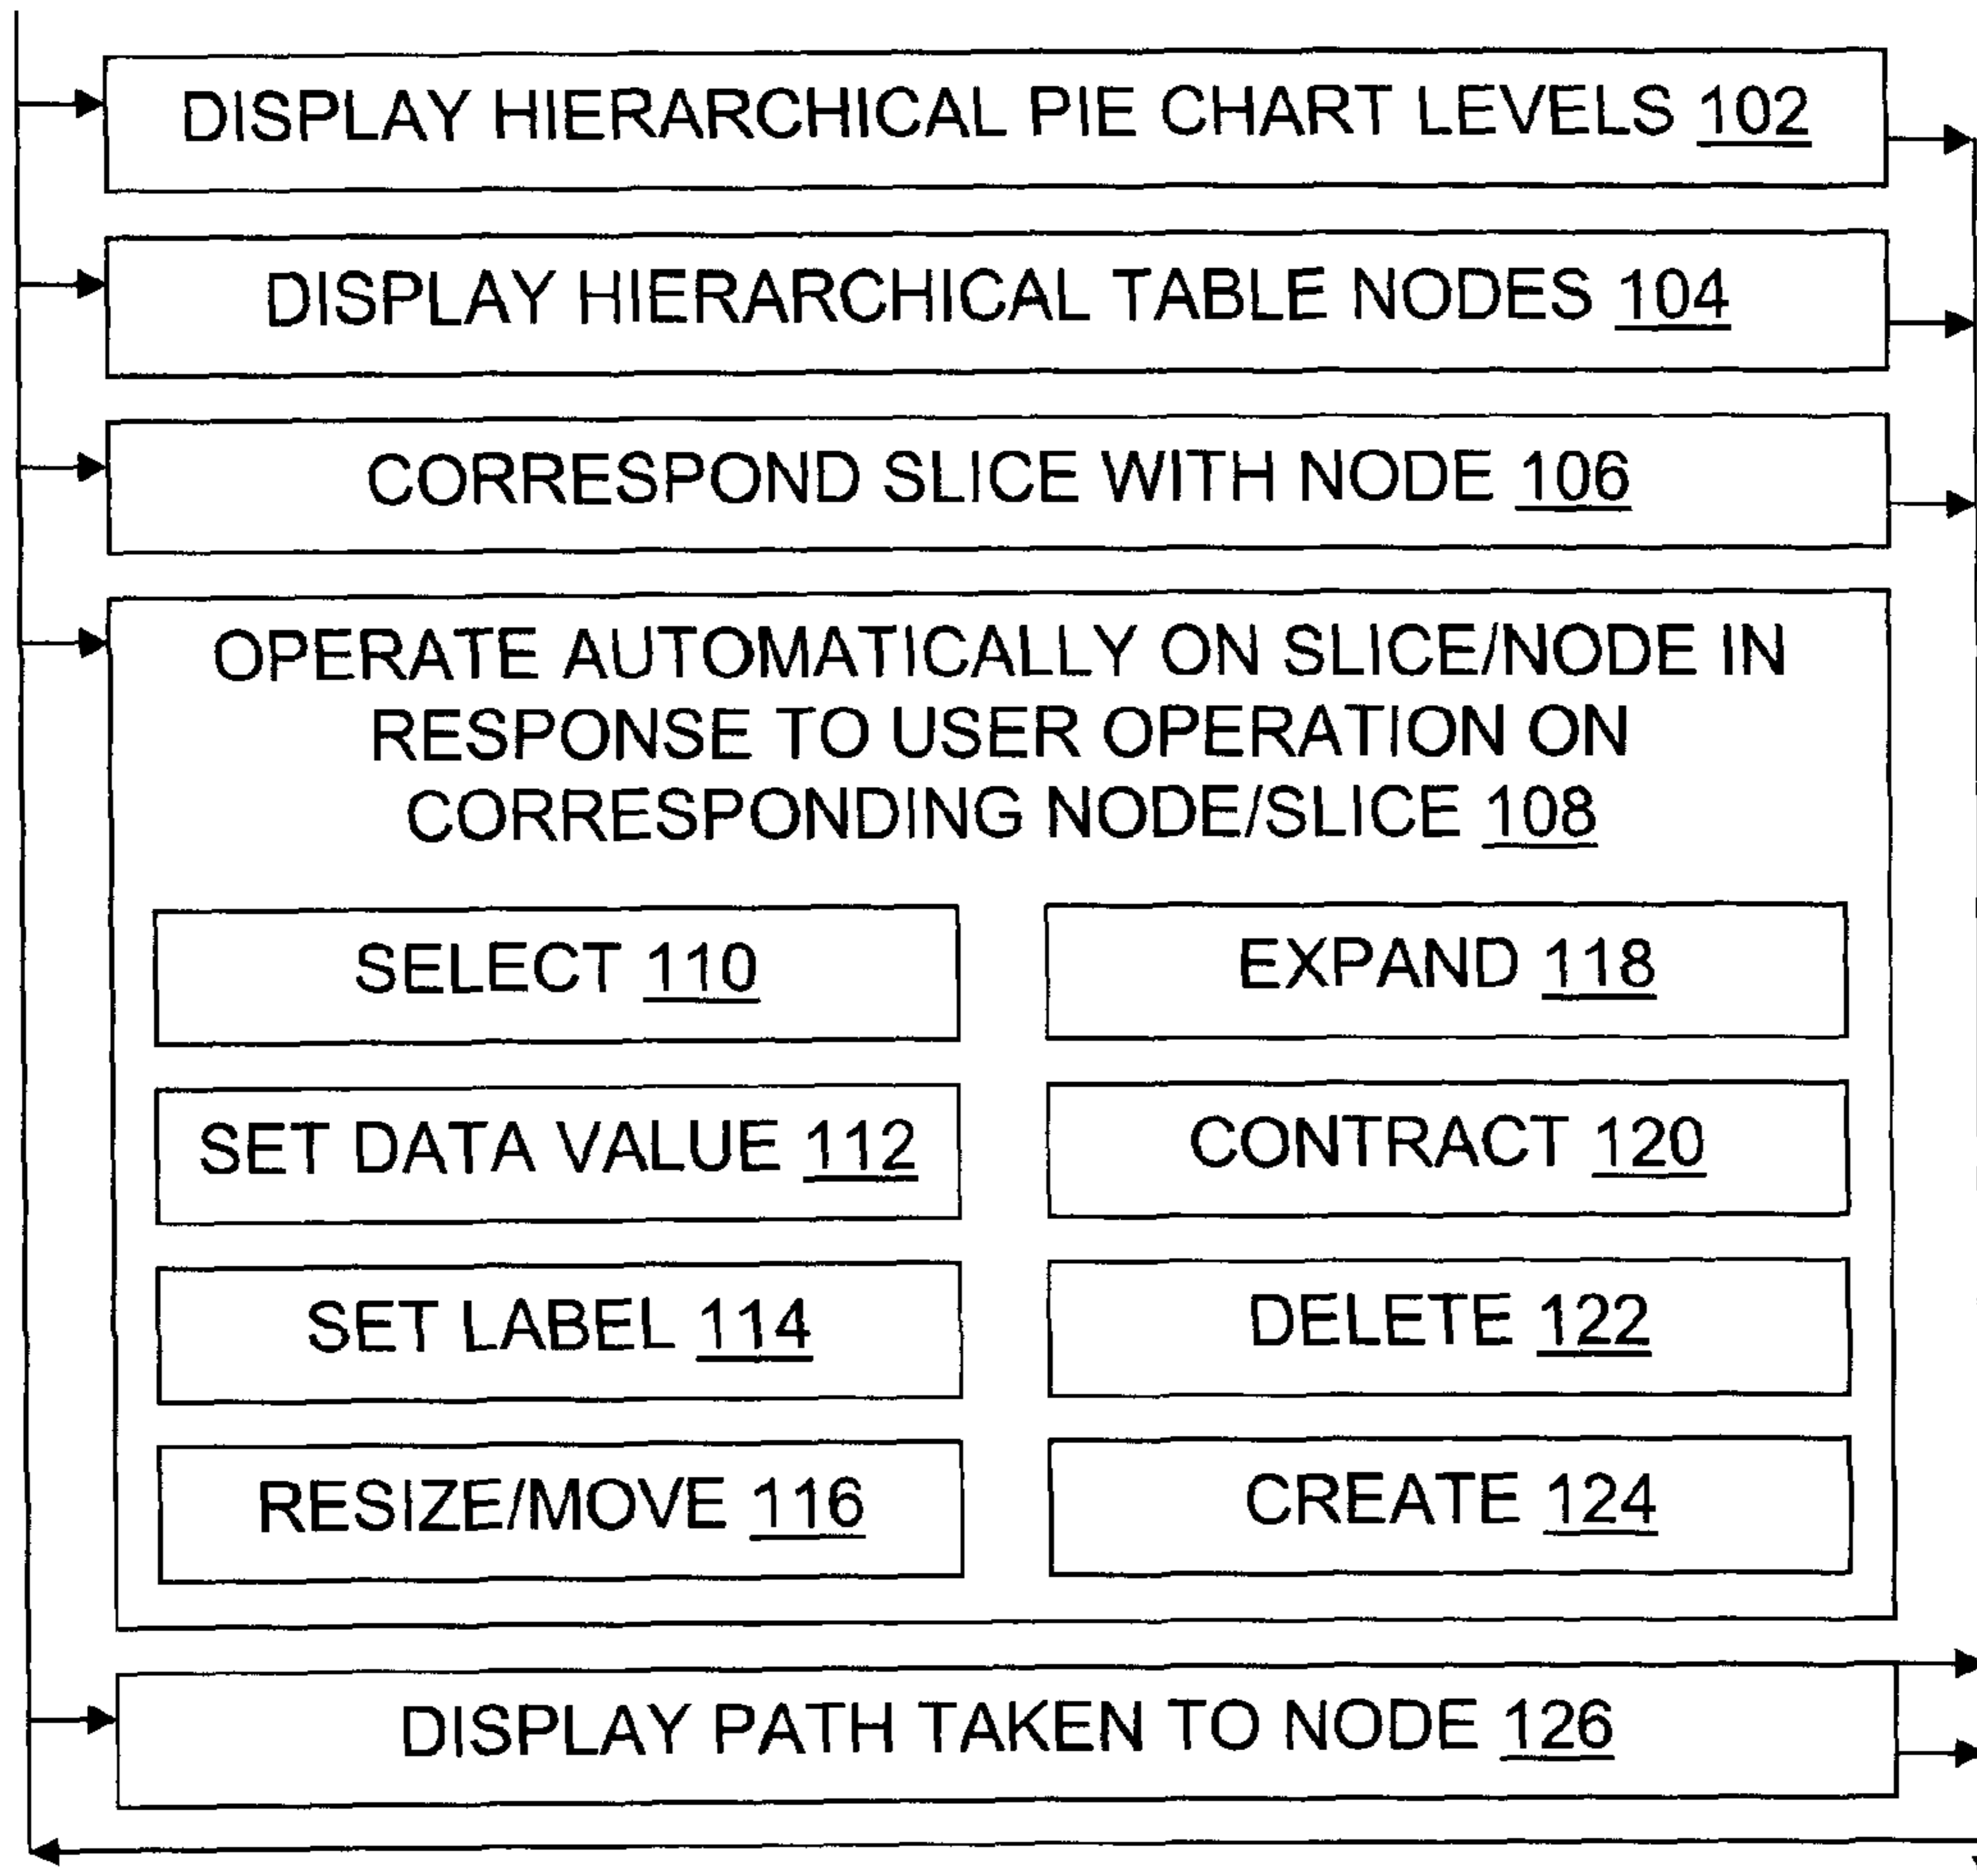 DISPLAY HIERARCHICAL PIE CHART LEVELS 102
DISPLAY HIERARCHICAL TABLE NODES 104
CORRESPOND SLICE WITH NODE 106
OPERATE AUTOMATICALLY ON SLICE/NODE IN
RESPONSE TO USER OPERATION ON
CORRESPONDING NODE/SLICE 108
SELECT 110
SET DATA VALUE 112
SET LABEL 114
RESIZE/MOVE 116
EXPAND 118
CONTRACT 120
DELETE 122
CREATE 124
DISPLAY PATH TAKEN TO NODE 126